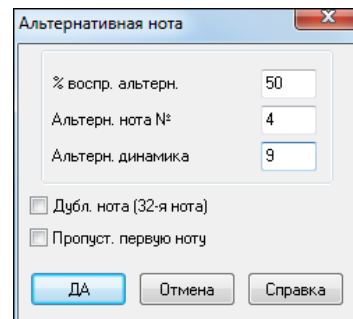 Альтернативная нота
% воспр. альтерн. 50
Альтерн. нота № 4
Альтерн. динамика 9
Дубл. нота (32-я нота)
Пропуст. первую ноту
ДА Отмена Справка